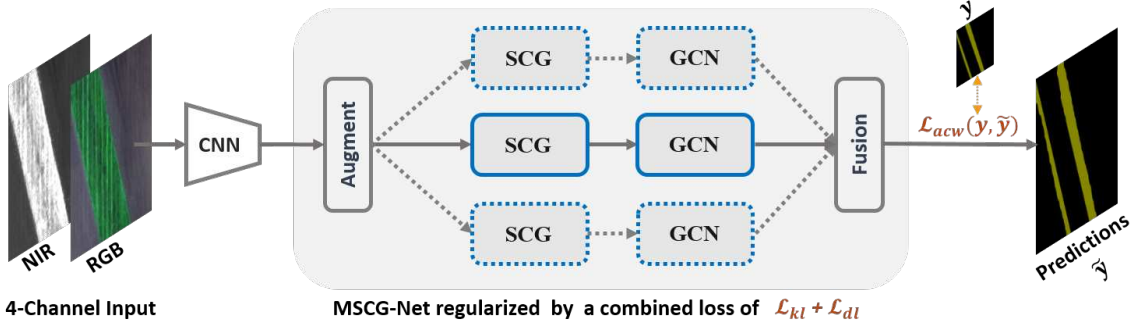 y
SCG
GCN
CNN
Augment
SCG
GCN
Fusion
ℒacw(y, ỹ)
SCG
GCN
NIR
RGB
Predictions
ỹ
4-Channel Input
MSCG-Net regularized by a combined loss of ℒkl + ℒdl